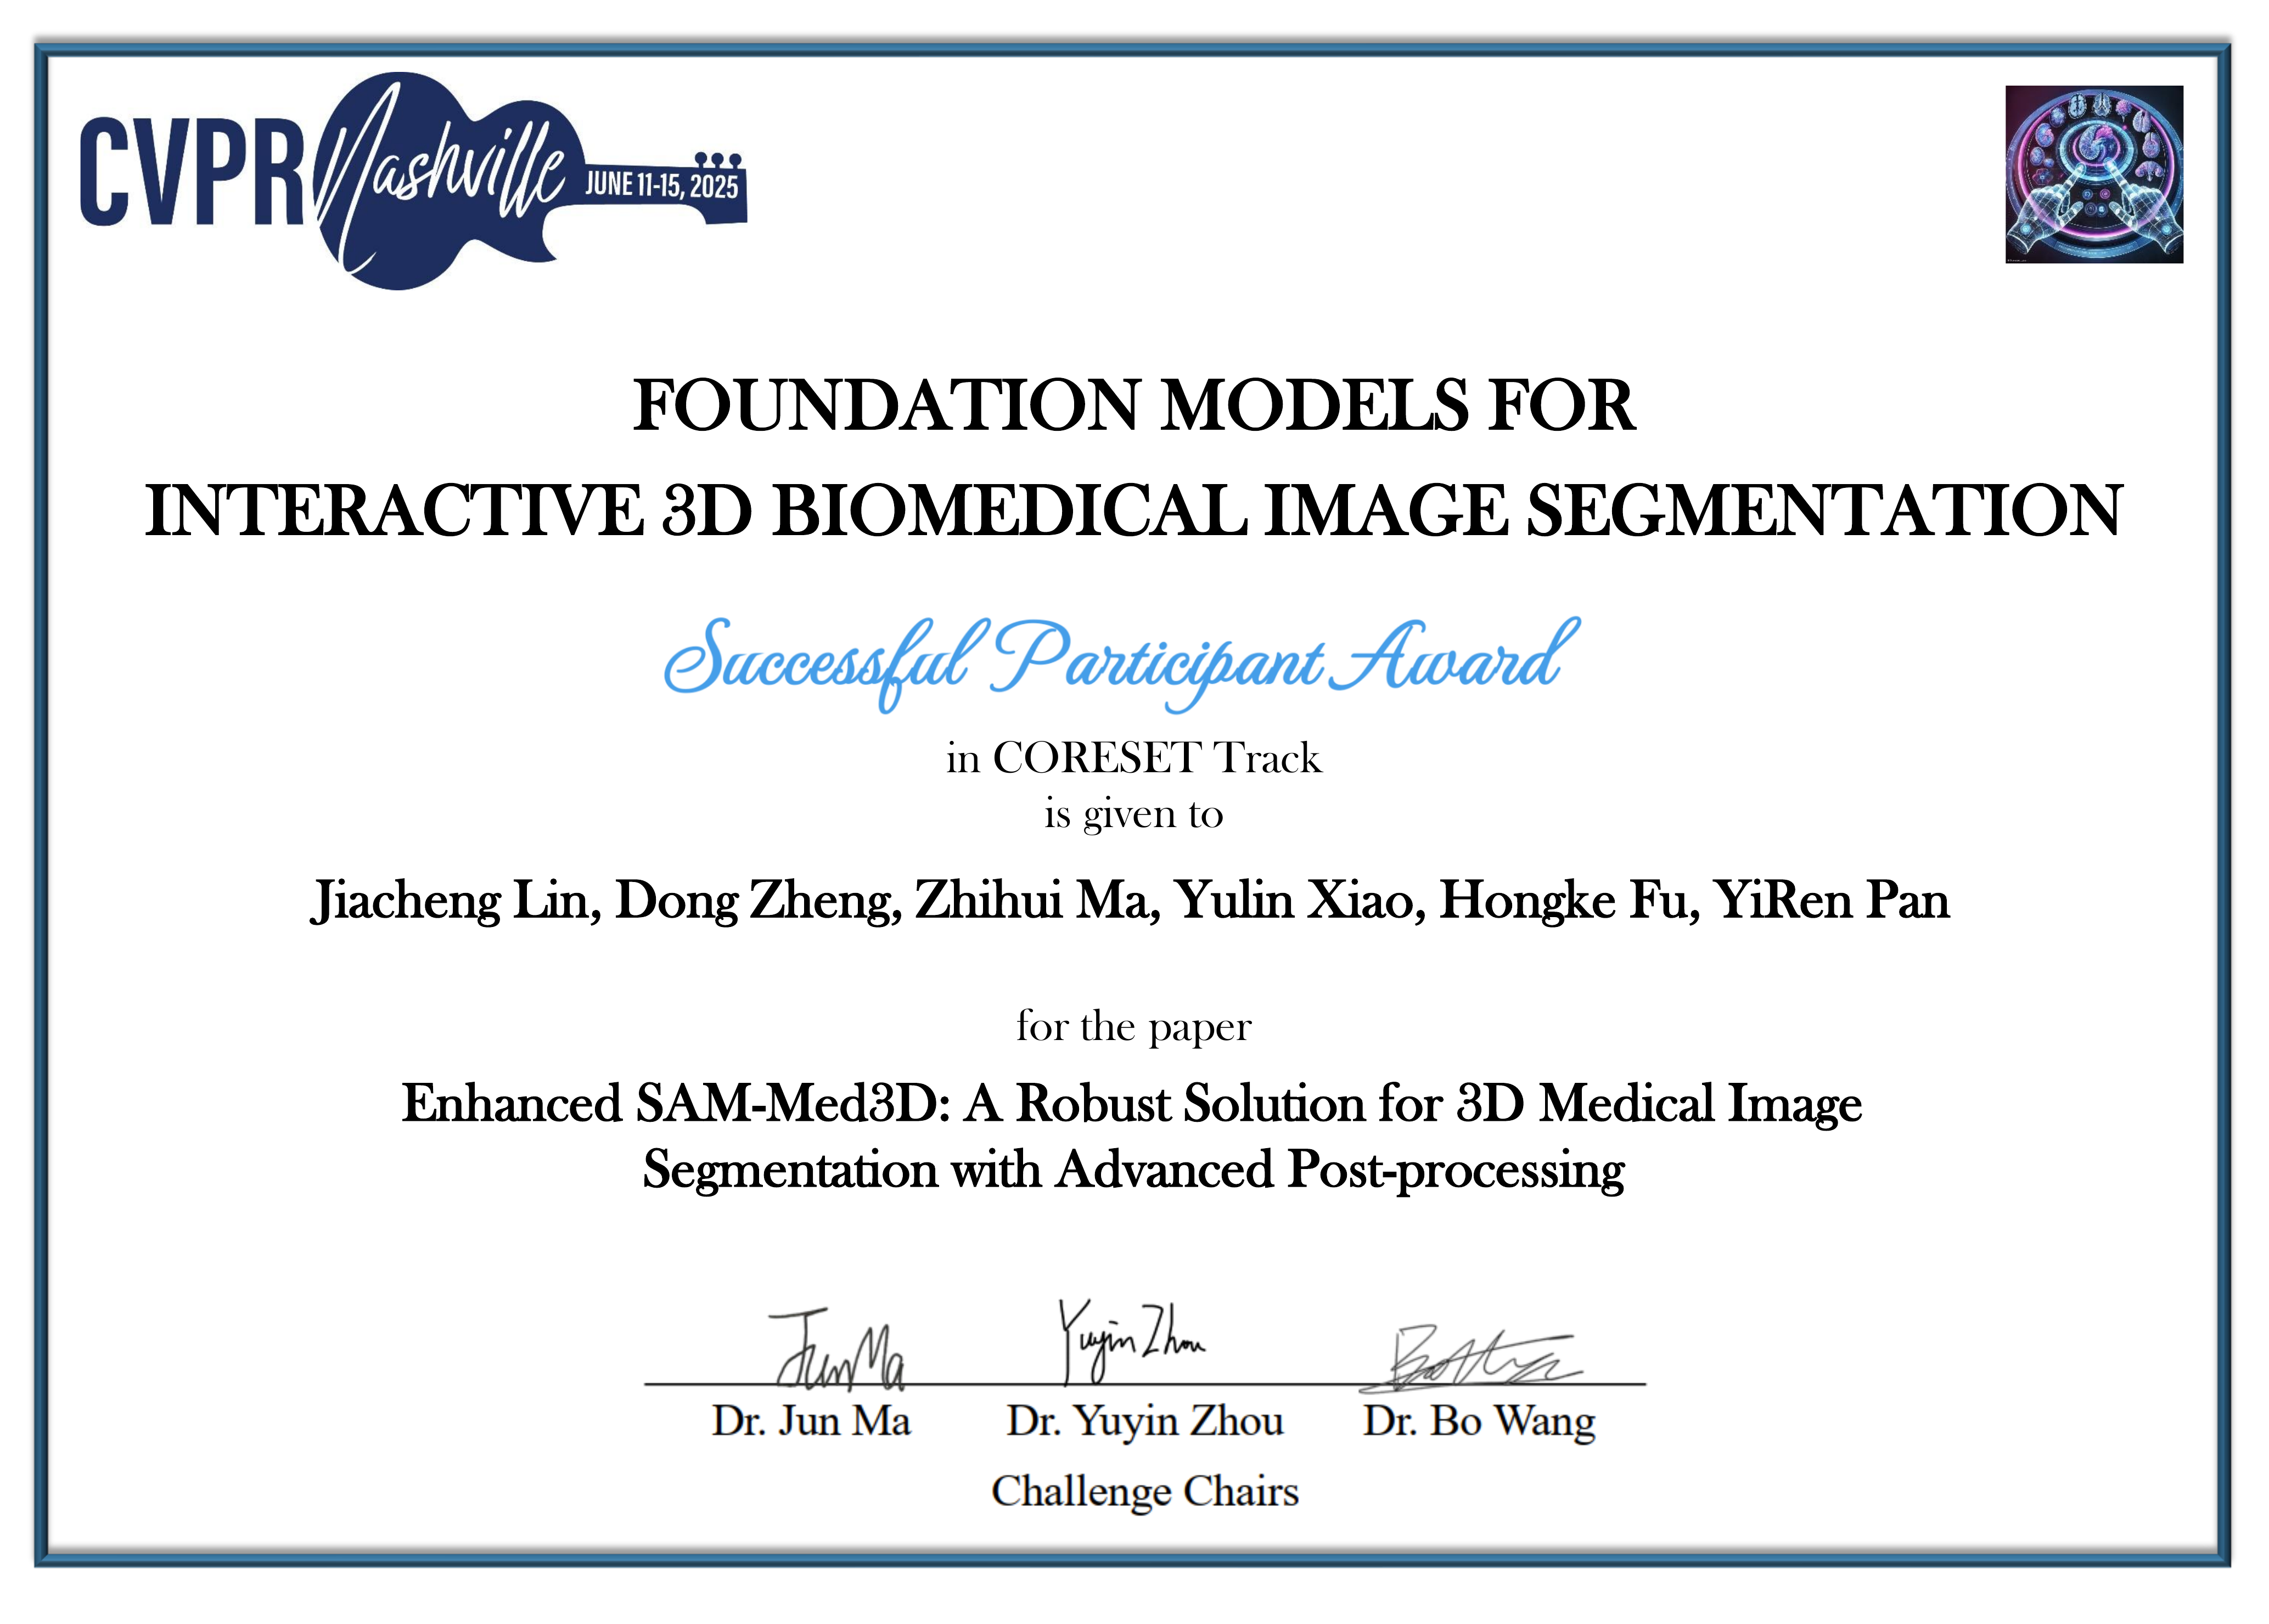 CVPR Nashville JUNE 11-15, 2025
FOUNDATION MODELS FOR
INTERACTIVE 3D BIOMEDICAL IMAGE SEGMENTATION
Successful Participant Award
in CORESET Track
is given to
Jiacheng Lin, Dong Zheng, Zhihui Ma, Yulin Xiao, Hongke Fu, YiRen Pan
for the paper
Enhanced SAM-Med3D: A Robust Solution for 3D Medical Image
Segmentation with Advanced Post-processing
Jun Ma Yuyin Zhou
Dr. Jun Ma Dr. Yuyin Zhou Dr. Bo Wang
Challenge Chairs